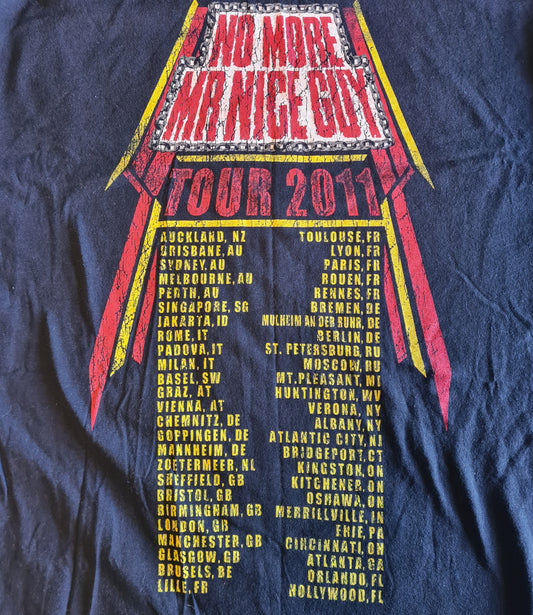 NO MORE
MR NICE GUY
TOUR 2011
AUCKLAND, NZ
BRISBANE, AU
SYDNEY, AU
MELBOURNE, AU
PERTH, AU
SINGAPORE, SG
JAKARTA, ID
ROME, IT
PADOVA, IT
MILAN, IT
BASEL, SW
GRAZ, AT
VIENNA, AT
CHEMNITZ, DE
GOPPINGEN, DE
MANNHEIM, DE
ZOETERMEER, NL
SHEFFIELD, GB
BRISTOL, GB
BIRMINGHAM, GB
LONDON, GB
MANCHESTER, GB
GLASGOW, GB
BRUSELS, BE
LILLE, FR
TOULOUSE, FR
LYON, FR
PARIS, FR
ROUEN, FR
RENNES, FR
BREMEN, DE
MULHEIM AN DER RUHR, DE
BERLIN, DE
ST. PETERSBURG, RU
MOSCOW, RU
MT. PLEASANT, MI
HUNTINGTON, WV
VERONA, NY
ALBANY, NY
ATLANTIC CITY, NJ
BRIDGEPORT, CT
KINGSTON, ON
KITCHENER, ON
OSHAWA, ON
MERRILLVILLE, IN
ERIE, PA
CINCINNATI, OH
ATLANTA, GA
ORLANDO, FL
HOLLYWOOD, FL